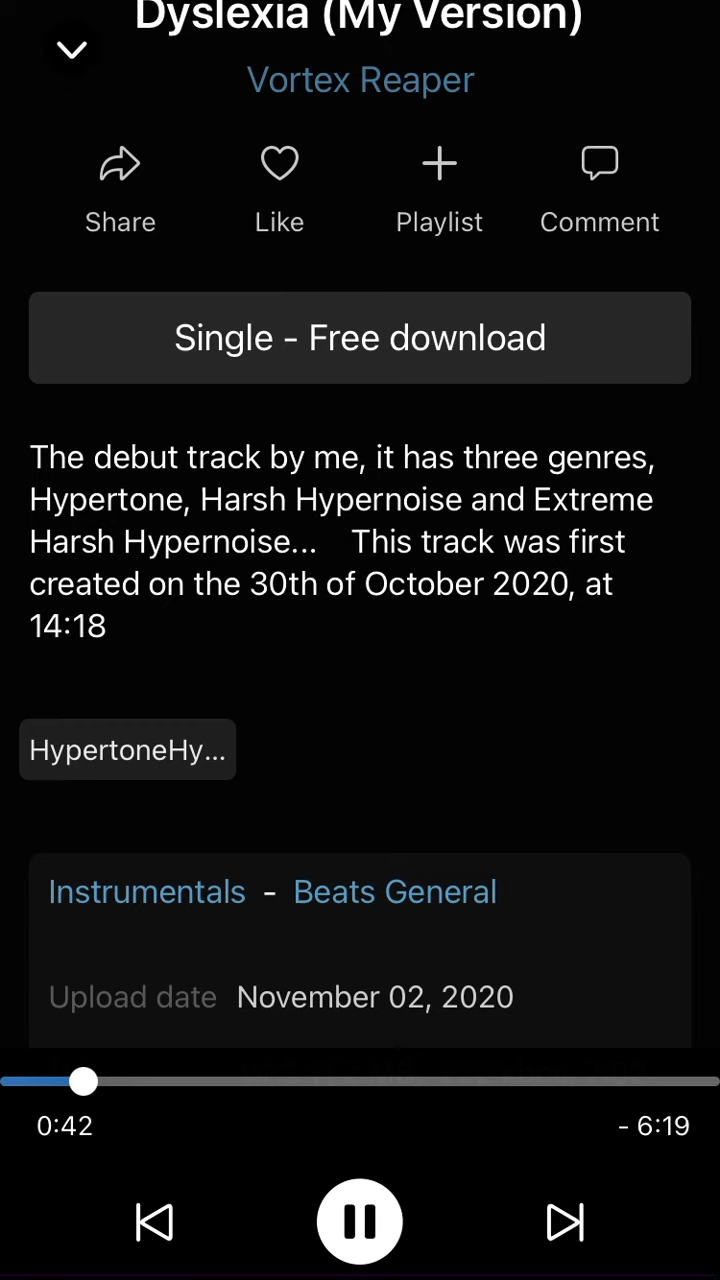 Dyslexia (My Version)
Vortex Reaper
Share
Like
Playlist
Comment
Single - Free download
The debut track by me, it has three genres,
Hypertone, Harsh Hypernoise and Extreme
Harsh Hypernoise... This track was first
created on the 30th of October 2020, at
14:18
HypertoneHy...
Instrumentals - Beats General
Upload date November 02, 2020
0:42
- 6:19